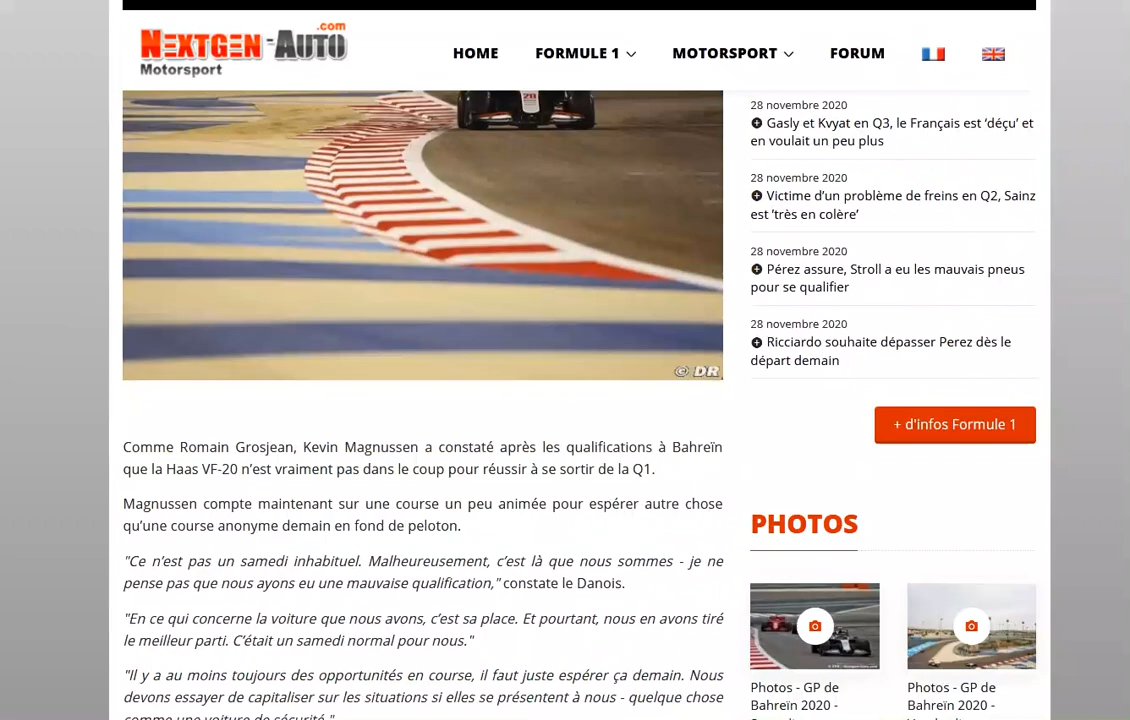 NEXTGEN-AUTO.com
Motorsport
HOME FORMULE 1 MOTORSPORT FORUM
28
© DR
Comme Romain Grosjean, Kevin Magnussen a constaté après les qualifications à Bahreïn
que la Haas VF-20 n’est vraiment pas dans le coup pour réussir à se sortir de la Q1.
Magnussen compte maintenant sur une course un peu animée pour espérer autre chose
qu’une course anonyme demain en fond de peloton.
"Ce n’est pas un samedi inhabituel. Malheureusement, c’est là que nous sommes - je ne
pense pas que nous ayons eu une mauvaise qualification," constate le Danois.
"En ce qui concerne la voiture que nous avons, c’est sa place. Et pourtant, nous en avons tiré
le meilleur parti. C’était un samedi normal pour nous."
"Il y a au moins toujours des opportunités en course, il faut juste espérer ça demain. Nous
devons essayer de capitaliser sur les situations si elles se présentent à nous - quelque chose
comme une voiture de sécurité."
28 novembre 2020
Gasly et Kvyat en Q3, le Français est ‘déçu’ et
en voulait un peu plus
28 novembre 2020
Victime d’un problème de freins en Q2, Sainz
est ‘très en colère’
28 novembre 2020
Pérez assure, Stroll a eu les mauvais pneus
pour se qualifier
28 novembre 2020
Ricciardo souhaite dépasser Perez dès le
départ demain
+ d'infos Formule 1
PHOTOS
Photos - GP de
Bahreïn 2020 -
Photos - GP de
Bahreïn 2020 -